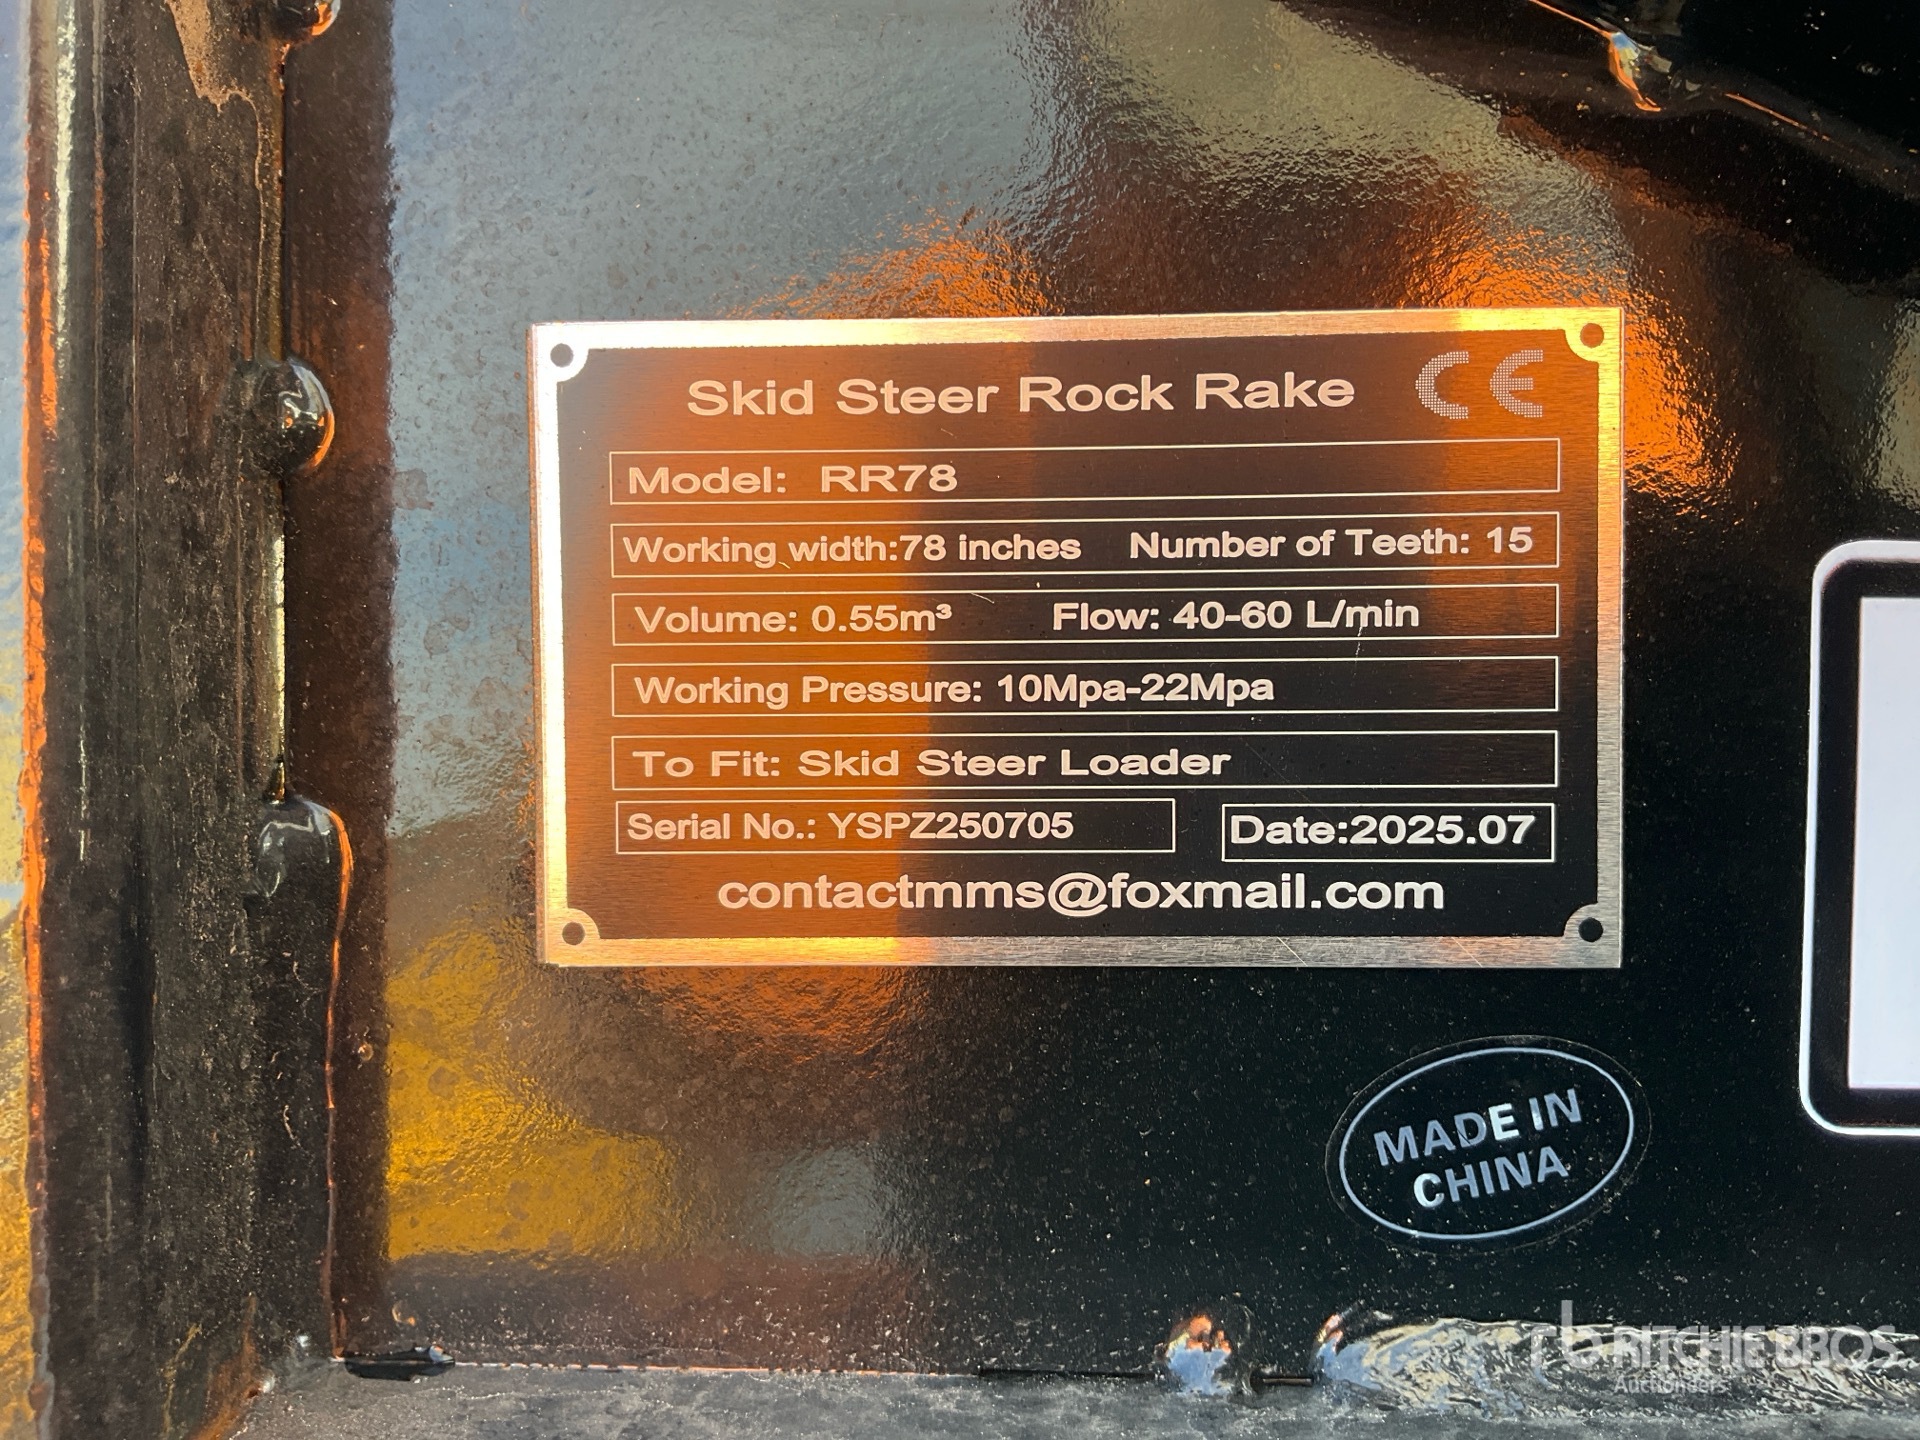 Skid Steer Rock Rake CE
Model: RR78
Working width:78 inches Number of Teeth: 15
Volume: 0.55m³ Flow: 40-60 L/min
Working Pressure: 10Mpa-22Mpa
To Fit: Skid Steer Loader
Serial No.: YSPZ250705 Date:2025.07
contactmms@foxmail.com
MADE IN
CHINA
rb RITCHIE BROS
Auctioneers